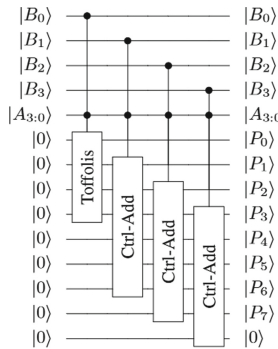 |B₀⟩ |B₀⟩
|B₁⟩ |B₁⟩
|B₂⟩ |B₂⟩
|B₃⟩ |B₃⟩
|A₃:₀⟩ |A₃:₀
|0⟩ Toffolis |P₀⟩
|0⟩ Ctrl-Add |P₁⟩
|0⟩ Ctrl-Add |P₂⟩
|0⟩ Ctrl-Add |P₃⟩
|0⟩ |P₄⟩
|0⟩ |P₅⟩
|0⟩ |P₆⟩
|0⟩ |P₇⟩
|0⟩ |0⟩